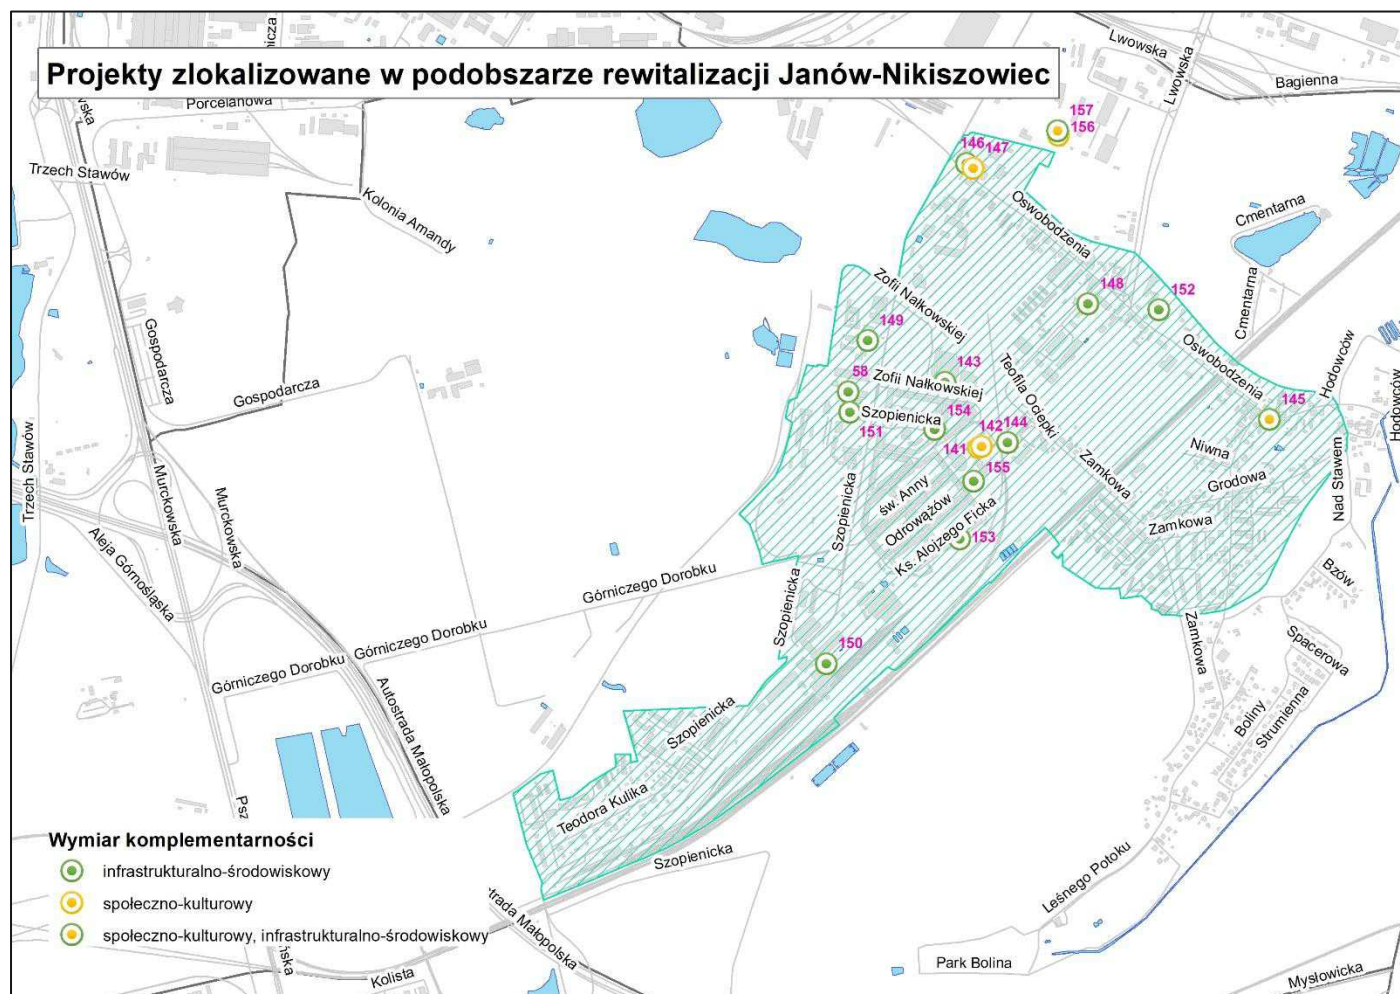 Projekty zlokalizowane w podobszarze rewitalizacji Janów-Nikiszowiec
Lwowska
Lwowska
Bagienna
Porcelanowa
157
156
146
147
Trzech Stawów
Kolonia Amandy
Oswobodzenia
Cmentarna
Cmentarna
Zofii Nałkowskiej
148
152
149
Gospodarcza
Gospodarcza
143
Teofila Ociepki
Oswobodzenia
Hodowców
Hodowców
58
Zofii Nałkowskiej
Szopienicka
154
151
142
144
141
145
Niwna
Trzech Stawów
Murckowska
Murckowska
155
Zamkowa
Grodowa
Nad Stawem
św. Anny
Odrowążów
Ks. Alojzego Ficka
Zamkowa
Szopienicka
153
Aleja Górnośląska
Górniczego Dorobku
Bzów
Szopienicka
Górniczego Dorobku
Górniczego Dorobku
150
Zamkowa
Spacerowa
Autostrada Małopolska
Szopienicka
Boliny
Strumienna
Teodora Kulika
Szopienicka
Leśnego Potoku
Wymiar komplementarności
infrastrukturalno-środowiskowy
społeczno-kulturowy
społeczno-kulturowy, infrastrukturalno-środowiskowy
Kolista
Park Bolina
Mysłowicka